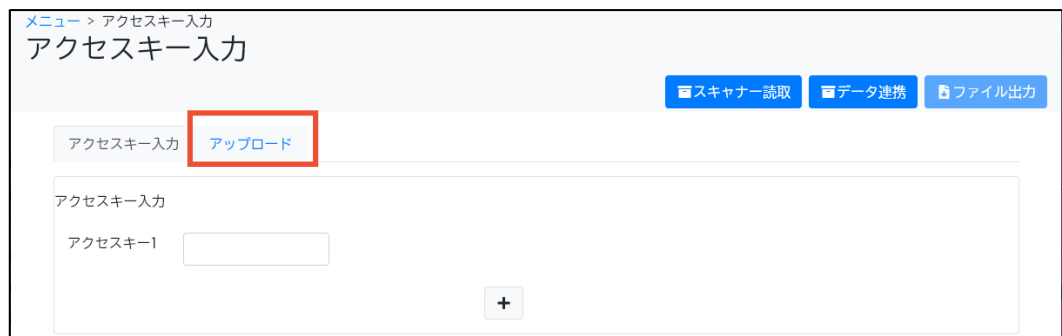 メニュー > アクセスキー入力
アクセスキー入力
スキャナー読取 データ連携 ファイル出力
アクセスキー入力 アップロード
アクセスキー入力
アクセスキー1
+